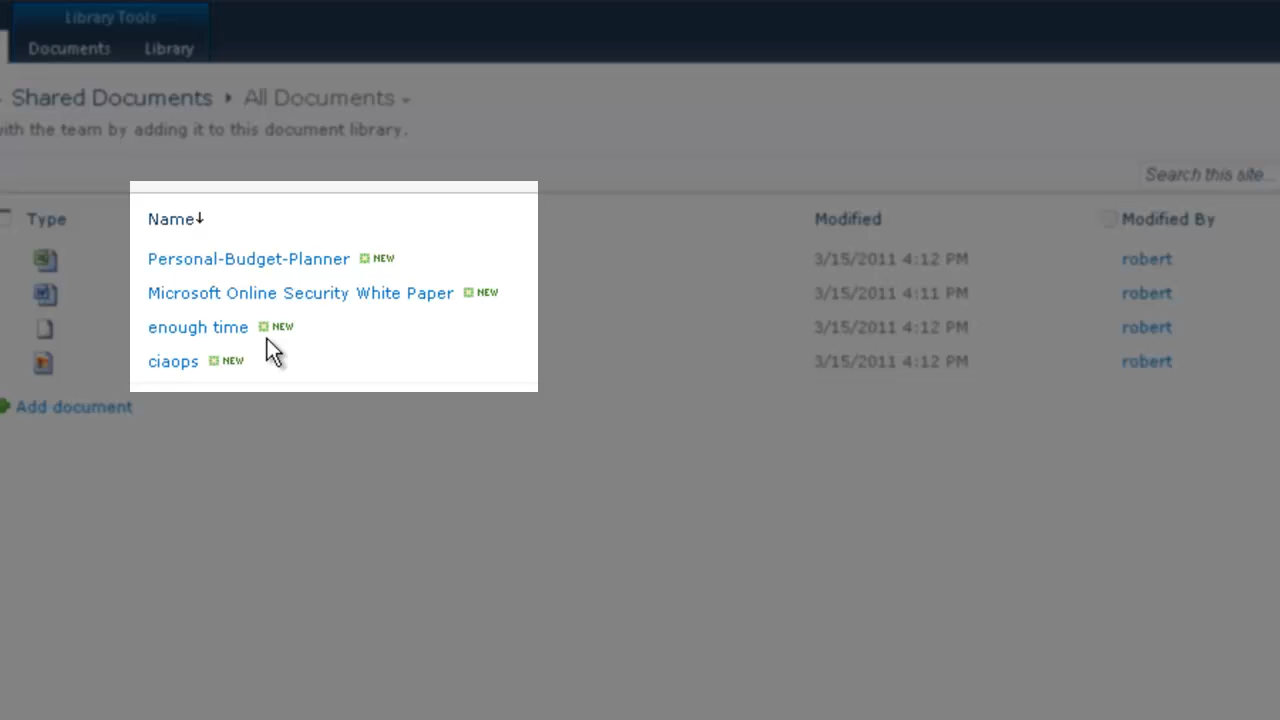 Library Tools
Documents Library
Shared Documents All Documents
with the team by adding it to this document library.
Search this site...
Type Name Modified Modified By
Personal-Budget-Planner NEW 3/15/2011 4:12 PM robert
Microsoft Online Security White Paper NEW 3/15/2011 4:11 PM robert
enough time NEW 3/15/2011 4:12 PM robert
ciaops NEW 3/15/2011 4:12 PM robert
Add document